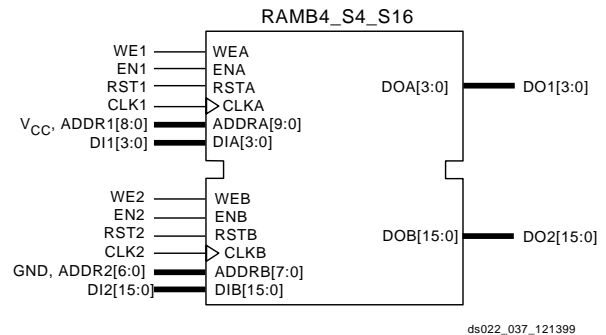 RAMB4_S4_S16
WE1 WEA
EN1 ENA
RST1 RSTA DOA[3:0] DO1[3:0]
CLK1 CLKA
VCC, ADDR1[8:0] ADDRA[9:0]
DI1[3:0] DIA[3:0]
WE2 WEB
EN2 ENB
RST2 RSTB DOB[15:0] DO2[15:0]
CLK2 CLKB
GND, ADDR2[6:0] ADDRB[7:0]
DI2[15:0] DIB[15:0]
ds022_037_121399